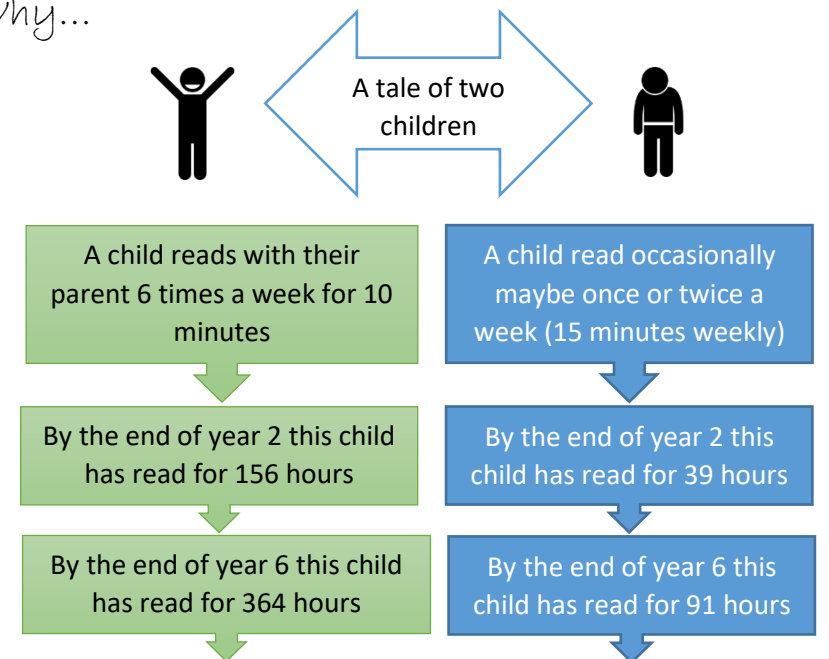 Why...
A tale of two
children
A child reads with their
parent 6 times a week for 10
minutes
A child read occasionally
maybe once or twice a
week (15 minutes weekly)
By the end of year 2 this child
has read for 156 hours
By the end of year 2 this
child has read for 39 hours
By the end of year 6 this child
has read for 364 hours
By the end of year 6 this
child has read for 91 hours